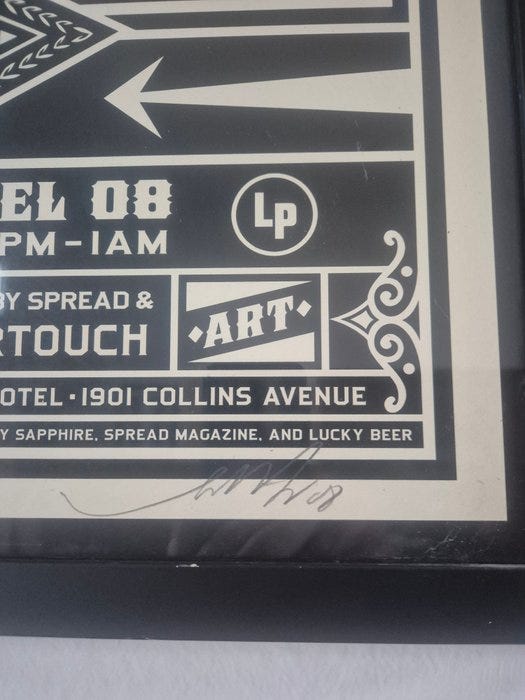 EL 08
PM-1AM
Lp
BY SPREAD &
RTOUCH
ART
OTEL · 1901 COLLINS AVENUE
Y SAPPHIRE, SPREAD MAGAZINE, AND LUCKY BEER
08